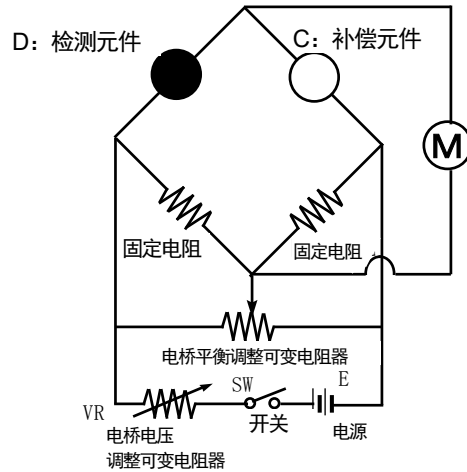 D：检测元件
C：补偿元件
M
固定电阻
固定电阻
电桥平衡调整可变电阻器
SW
E
VR
开关
电源
电桥电压
调整可变电阻器